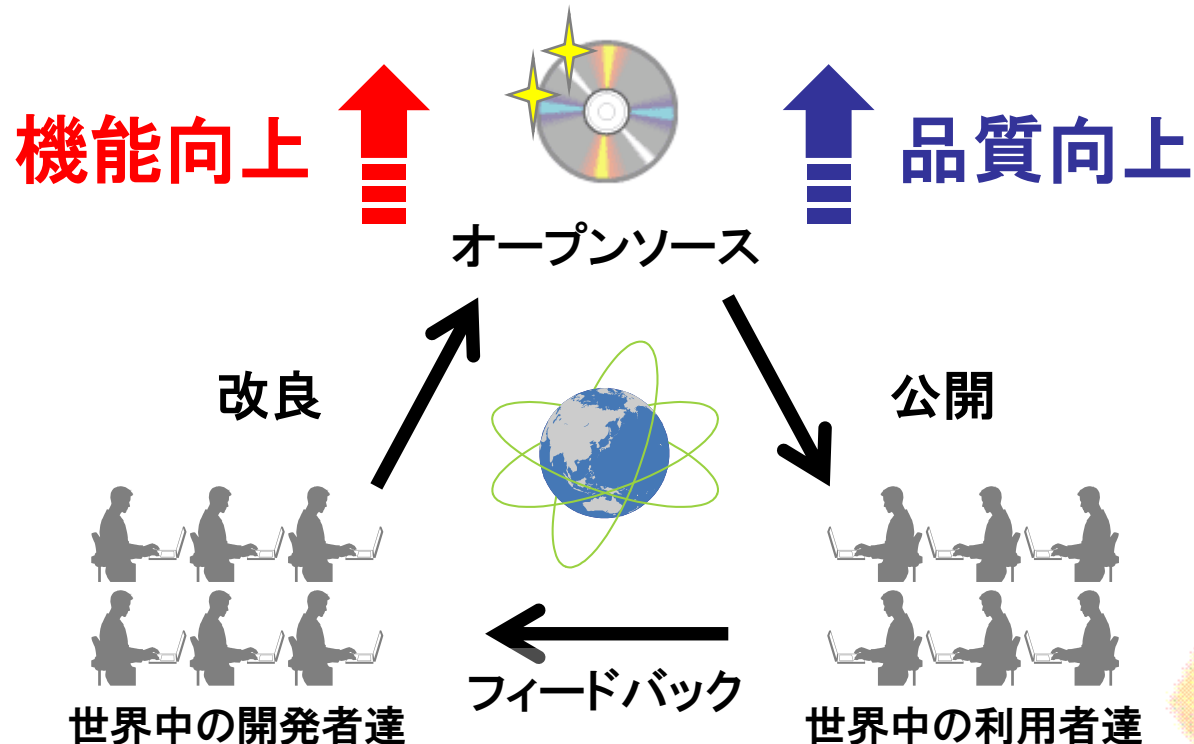 機能向上
品質向上
オープンソース
改良
公開
フィードバック
世界中の開発者達
世界中の利用者達